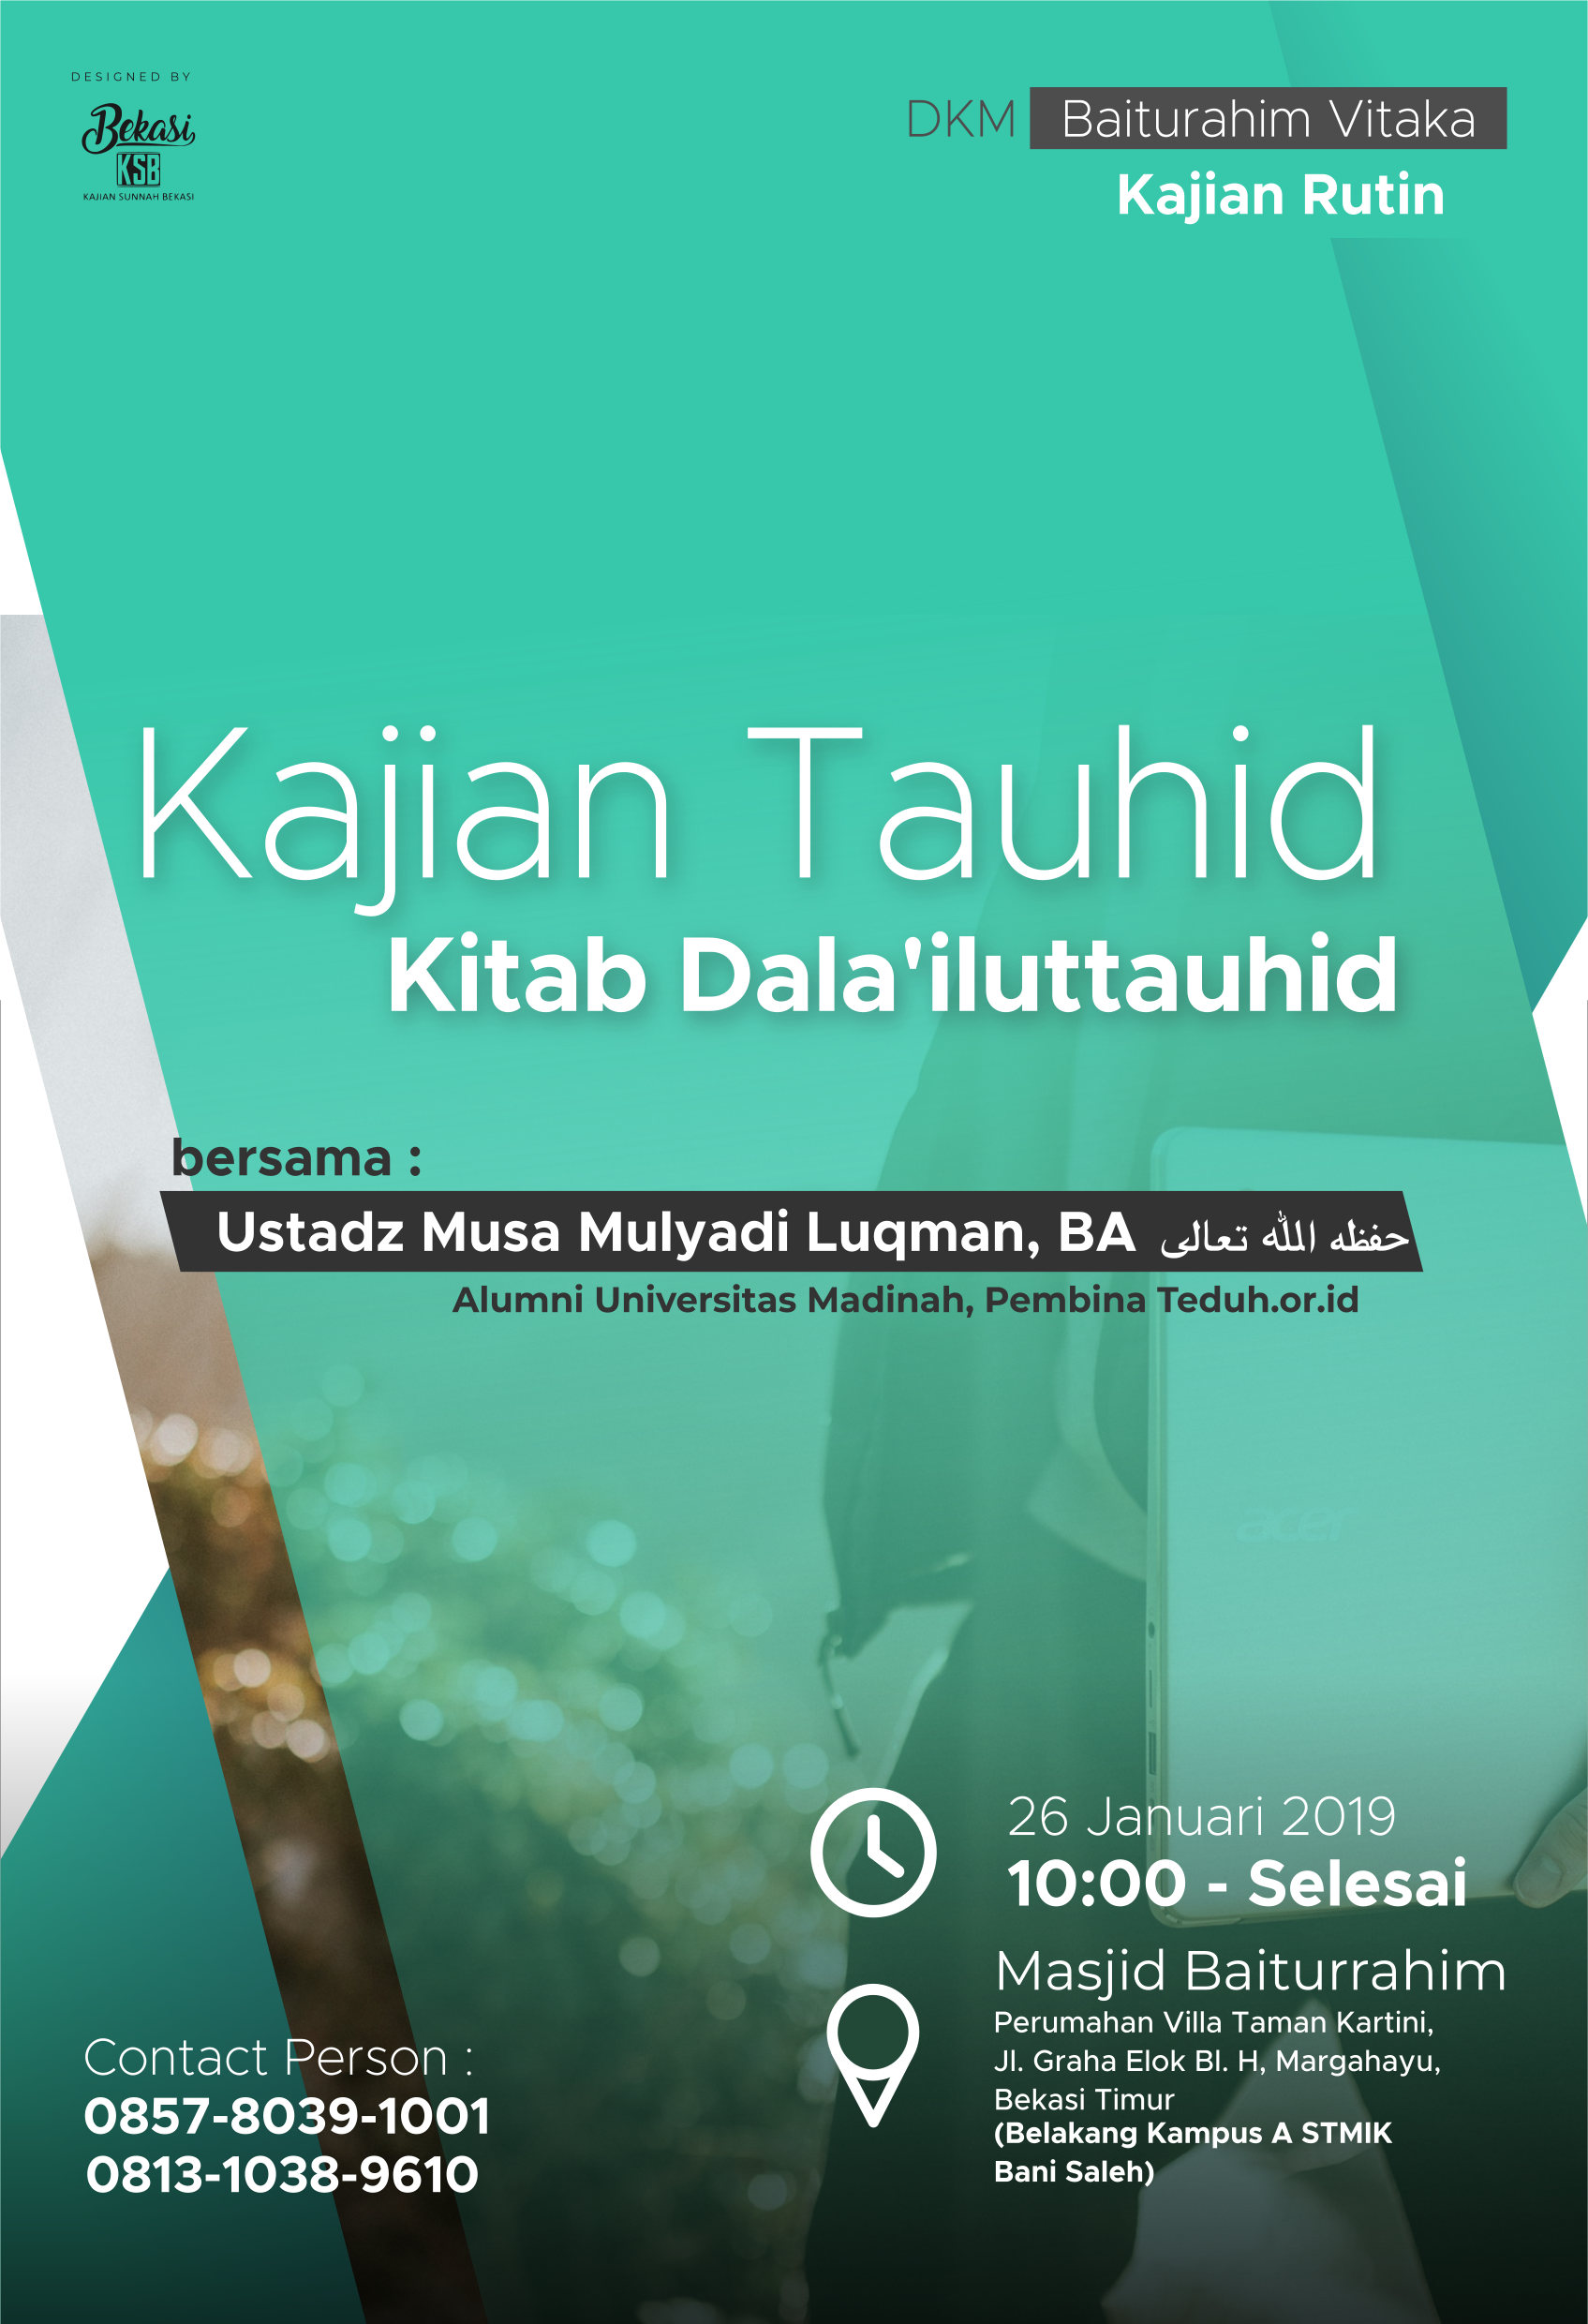 DESIGNED BY
Bekasi
KSB
KAJIAN SUNNAH BEKASI
DKM Baiturahim Vitaka
Kajian Rutin
Kajian Tauhid
Kitab Dala'iluttauhid
bersama :
Ustadz Musa Mulyadi Luqman, BA حفظه الله تعالى
Alumni Universitas Madinah, Pembina Teduh.or.id
acer
26 Januari 2019
10:00 - Selesai
Masjid Baiturrahim
Perumahan Villa Taman Kartini,
Jl. Graha Elok Bl. H, Margahayu,
Bekasi Timur
(Belakang Kampus A STMIK
Bani Saleh)
Contact Person :
0857-8039-1001
0813-1038-9610